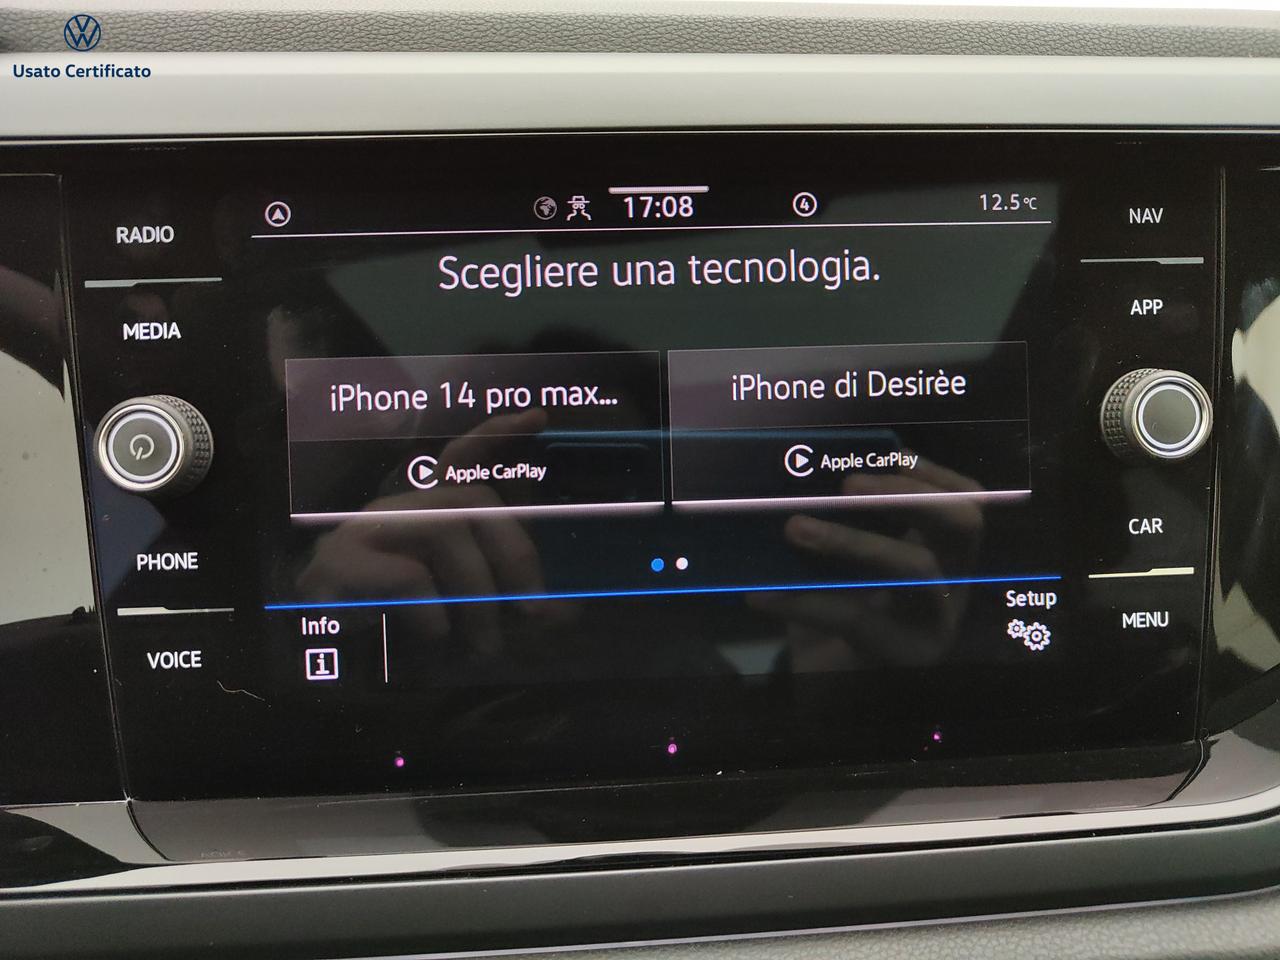 Usato Certificato
RADIO
MEDIA
PHONE
VOICE
17:08
4
12.5°C
Scegliere una tecnologia.
iPhone 14 pro max...
Apple CarPlay
iPhone di Desirèe
Apple CarPlay
Info
Setup
NAV
APP
CAR
MENU